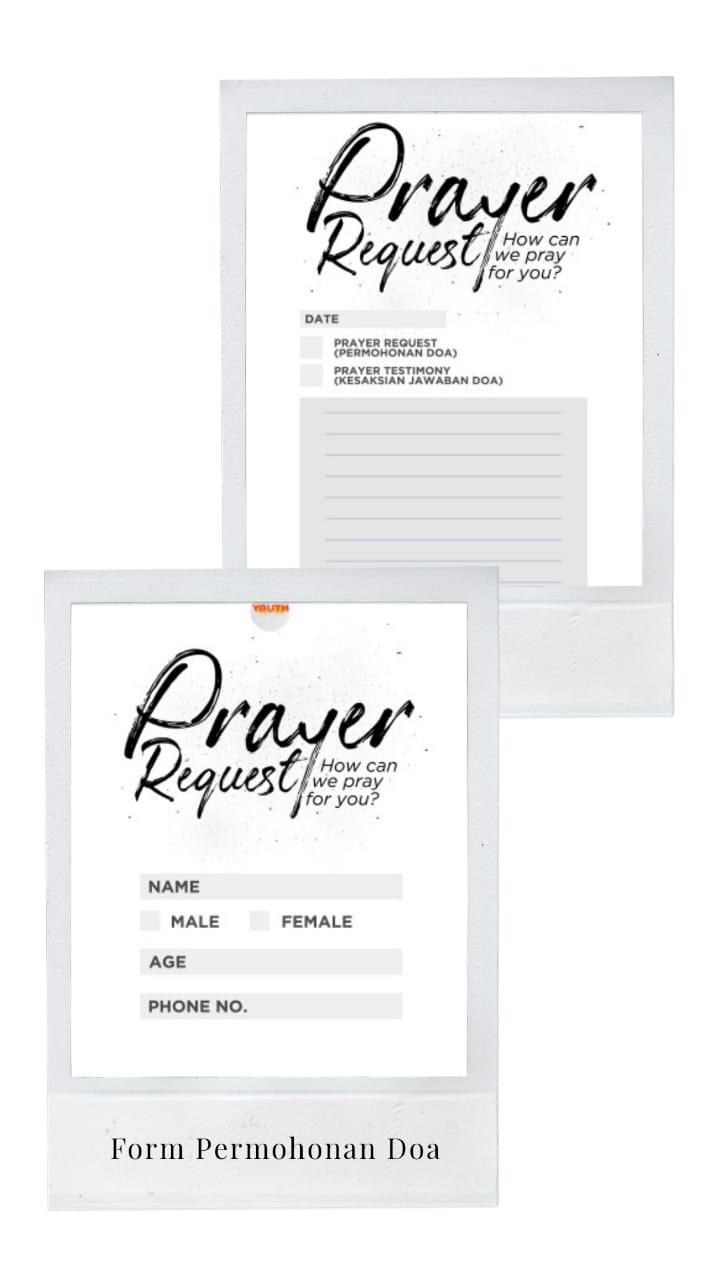 Prayer
Request
How can
we pray
for you?
DATE
PRAYER REQUEST
(PERMOHONAN DOA)
PRAYER TESTIMONY
(KESAKSIAN JAWABAN DOA)
YOUTH
Prayer
Request
How can
we pray
for you?
NAME
MALE FEMALE
AGE
PHONE NO.
Form Permohonan Doa